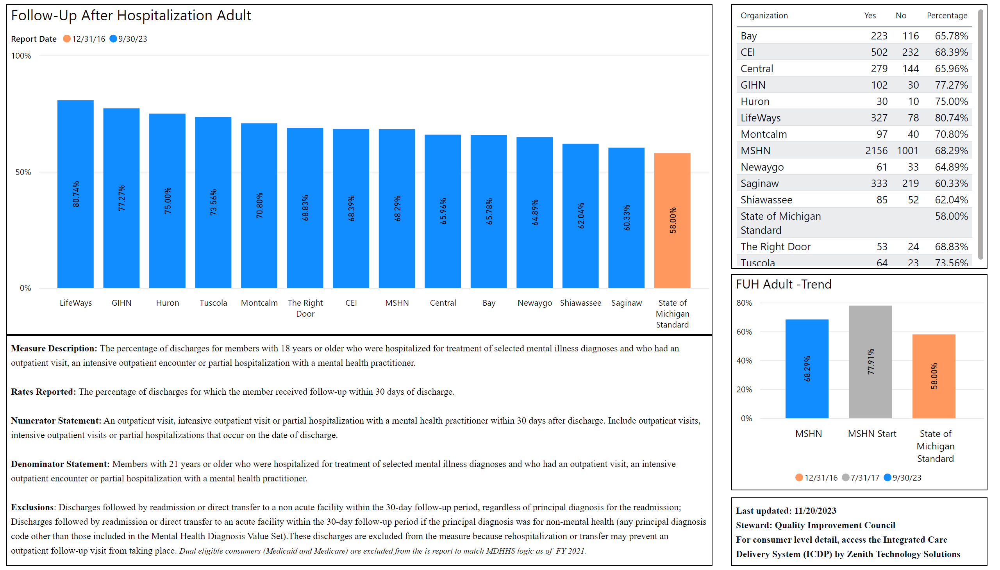 Follow-Up After Hospitalization Adult
Report Date 12/31/16 9/30/23
100%
50%
0%
80.74%
77.27%
75.00%
73.56%
70.80%
68.83%
68.39%
68.29%
65.96%
65.78%
64.89%
62.04%
60.33%
58.00%
LifeWays GIHN Huron Tuscola Montcalm The Right CEI MSHN Central Bay Newaygo Shiawassee Saginaw State of
Door Michigan
Standard
Measure Description: The percentage of discharges for members with 18 years or older who were hospitalized for treatment of selected mental illness diagnoses and who had an
outpatient visit, an intensive outpatient encounter or partial hospitalization with a mental health practitioner.
Rates Reported: The percentage of discharges for which the member received follow-up within 30 days of discharge.
Numerator Statement: An outpatient visit, intensive outpatient visit or partial hospitalization with a mental health practitioner within 30 days after discharge. Include outpatient visits,
intensive outpatient visits or partial hospitalizations that occur on the date of discharge.
Denominator Statement: Members with 21 years or older who were hospitalized for treatment of selected mental illness diagnoses and who had an outpatient visit, an intensive
outpatient encounter or partial hospitalization with a mental health practitioner.
Exclusions: Discharges followed by readmission or direct transfer to a non acute facility within the 30-day follow-up period, regardless of principal diagnosis for the readmission;
Discharges followed by readmission or direct transfer to an acute facility within the 30-day follow-up period if the principal diagnosis was for non-mental health (any principal diagnosis
code other than those included in the Mental Health Diagnosis Value Set).These discharges are excluded from the measure because rehospitalization or transfer may prevent an
outpatient follow-up visit from taking place. Dual eligible consumers (Medicaid and Medicare) are excluded from the is report to match MDHHS logic as of FY 2021.
Organization Yes No Percentage
Bay 223 116 65.78%
CEI 502 232 68.39%
Central 279 144 65.96%
GIHN 102 30 77.27%
Huron 30 10 75.00%
LifeWays 327 78 80.74%
Montcalm 97 40 70.80%
MSHN 2156 1001 68.29%
Newaygo 61 33 64.89%
Saginaw 333 219 60.33%
Shiawassee 85 52 62.04%
State of Michigan 58.00%
Standard
The Right Door 53 24 68.83%
Tuscola 64 23 73.56%
FUH Adult -Trend
80%
60%
40%
20%
0%
68.29%
77.91%
58.00%
MSHN MSHN Start State of
Michigan
Standard
12/31/16 7/31/17 9/30/23
Last updated: 11/20/2023
Steward: Quality Improvement Council
For consumer level detail, access the Integrated Care
Delivery System (ICDP) by Zenith Technology Solutions